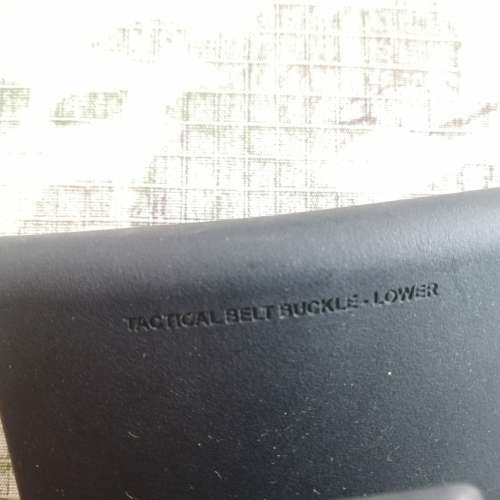 TACTICAL BELT BUCKLE - LOWER